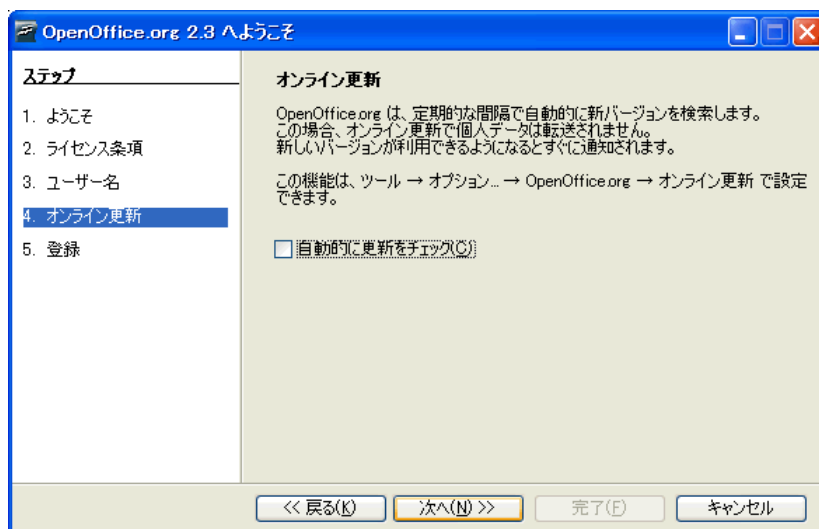 OpenOffice.org 2.3 へようこそ
ステップ
1. ようこそ
2. ライセンス条項
3. ユーザー名
4. オンライン更新
5. 登録
オンライン更新
OpenOffice.org は、定期的な間隔で自動的に新バージョンを検索します。
この場合、オンライン更新で個人データは転送されません。
新しいバージョンが利用できるようになるとすぐに通知されます。
この機能は、ツール → オプション... → OpenOffice.org → オンライン更新 で設定
できます。
自動的に更新をチェック(C)
<< 戻る(K)
次へ(N) >>
完了(F)
キャンセル